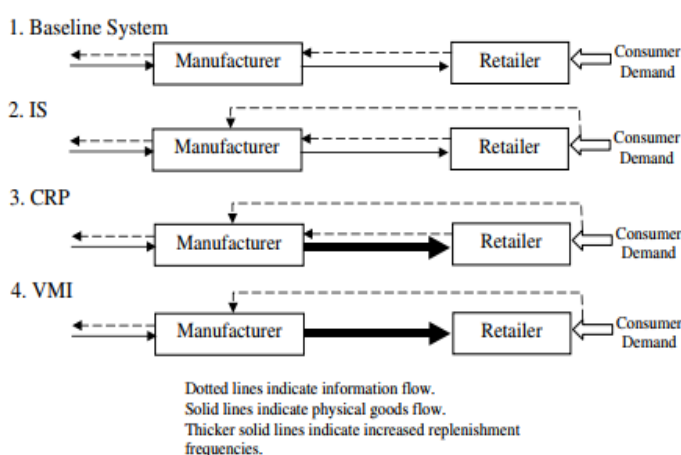 1. Baseline System
Manufacturer
Retailer
Consumer
Demand
2. IS
Manufacturer
Retailer
Consumer
Demand
3. CRP
Manufacturer
Retailer
Consumer
Demand
4. VMI
Manufacturer
Retailer
Consumer
Demand
Dotted lines indicate information flow.
Solid lines indicate physical goods flow.
Thicker solid lines indicate increased replenishment
frequencies.